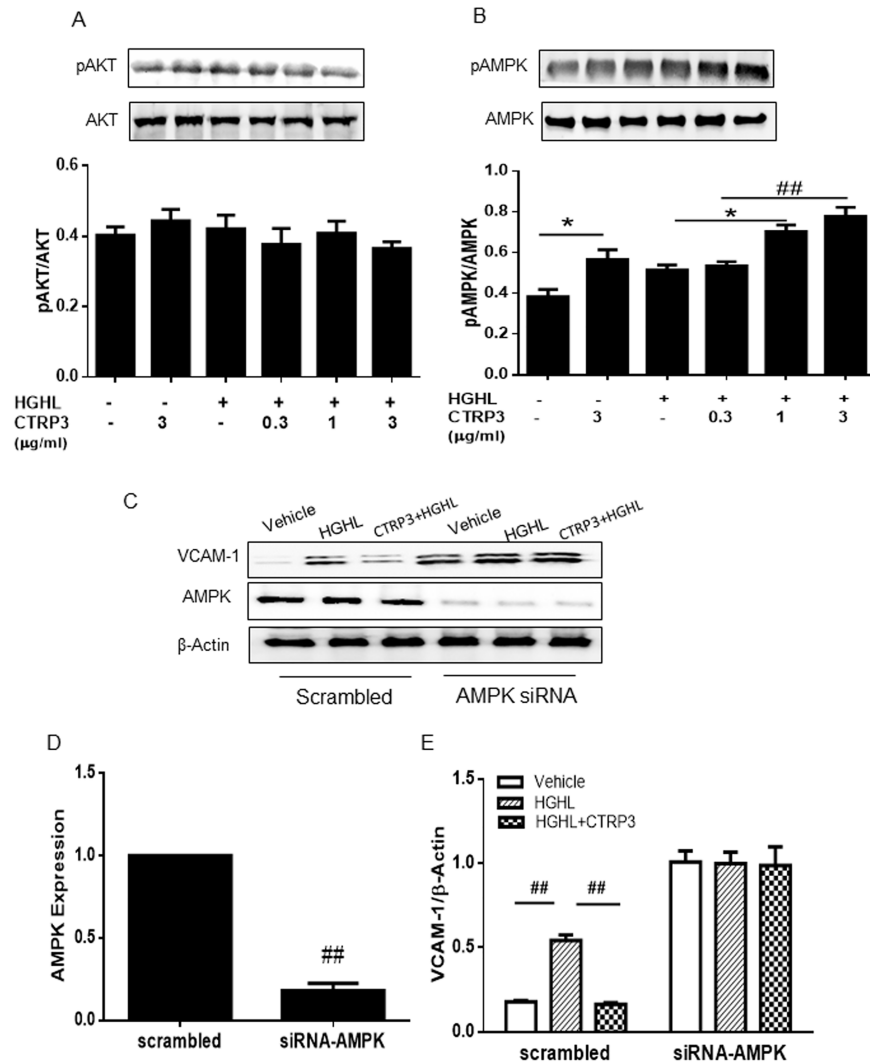 A
pAKT
AKT
pAKT/AKT
0.6
0.4
0.2
0.0
HGHL - - + + + +
CTRP3 - 3 - 0.3 1 3
(µg/ml)
B
pAMPK
AMPK
pAMPK/AMPK
1.0
0.8
0.6
0.4
0.2
0.0
*
*
##
HGHL - - + + + +
CTRP3 - 3 - 0.3 1 3
(µg/ml)
C
Vehicle HGHL CTRP3+HGHL Vehicle HGHL CTRP3+HGHL
VCAM-1
AMPK
β-Actin
Scrambled AMPK siRNA
D
AMPK Expression
1.5
1.0
0.5
0.0
##
scrambled siRNA-AMPK
E
VCAM-1/β-Actin
1.5
1.0
0.5
0.0
Vehicle
HGHL
HGHL+CTRP3
## ##
scrambled siRNA-AMPK